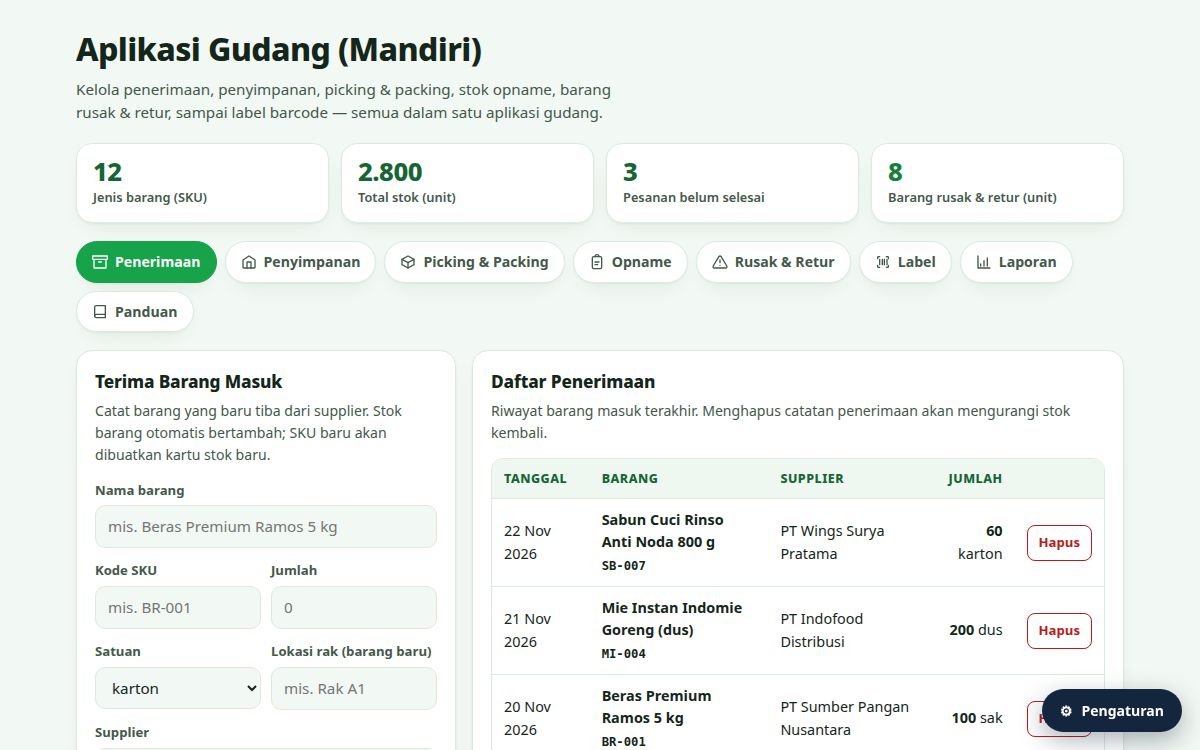 Aplikasi Gudang (Mandiri)
Kelola penerimaan, penyimpanan, picking & packing, stok opname, barang
rusak & retur, sampai label barcode — semua dalam satu aplikasi gudang.
12
Jenis barang (SKU)
2.800
Total stok (unit)
3
Pesanan belum selesai
8
Barang rusak & retur (unit)
Penerimaan
Penyimpanan
Picking & Packing
Opname
Rusak & Retur
Label
Laporan
Panduan
Terima Barang Masuk
Catat barang yang baru tiba dari supplier. Stok
barang otomatis bertambah; SKU baru akan
dibuatkan kartu stok baru.
Nama barang
mis. Beras Premium Ramos 5 kg
Kode SKU
Jumlah
mis. BR-001
0
Satuan
Lokasi rak (barang baru)
karton
mis. Rak A1
Supplier
Daftar Penerimaan
Riwayat barang masuk terakhir. Menghapus catatan penerimaan akan mengurangi stok
kembali.
TANGGAL BARANG SUPPLIER JUMLAH
22 Nov
2026
Sabun Cuci Rinso
Anti Noda 800 g
SB-007
PT Wings Surya
Pratama
60
karton
Hapus
21 Nov
2026
Mie Instan Indomie
Goreng (dus)
MI-004
PT Indofood
Distribusi
200 dus
Hapus
20 Nov
2026
Beras Premium
Ramos 5 kg
BR-001
PT Sumber Pangan
Nusantara
100 sak
Pengaturan